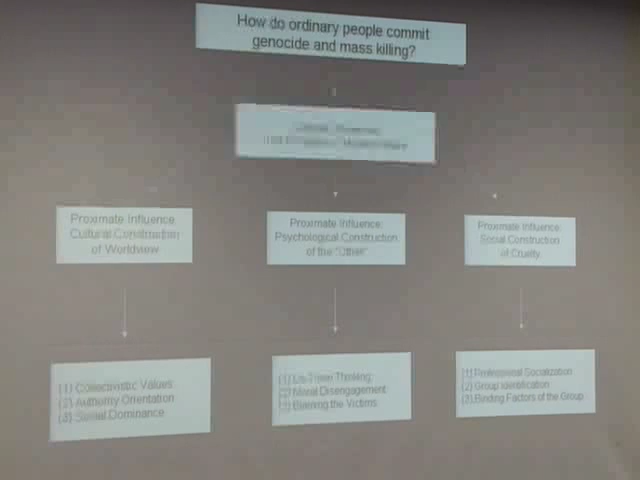 How do ordinary people commit
genocide and mass killing?
Proximate Influence:
Cultural Construction
of Worldview
Proximate Influence:
Psychological Construction
of the "Other"
Proximate Influence:
Social Construction
of Cruelty
(1) Collectivistic Values
(2) Authority Orientation
(3) Social Dominance
(1) Us-Them Thinking
(2) Moral Disengagement
(3) Blaming the Victims
(1) Professional Socialization
(2) Group Identification
(3) Binding Factors of the Group